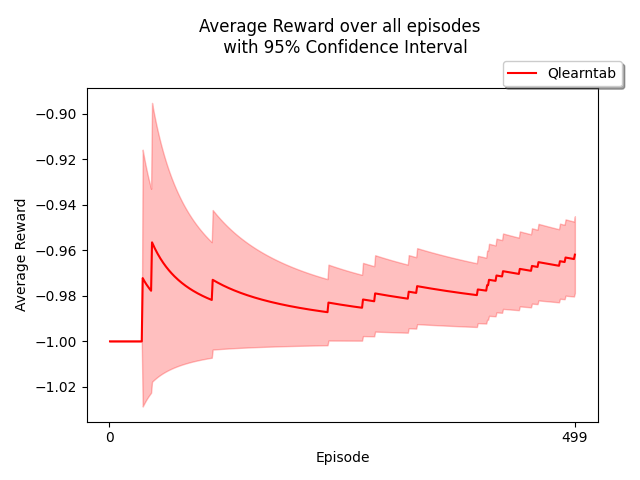 Average Reward over all episodes
with 95% Confidence Interval
Qlearntab
−0.90
−0.92
−0.94
−0.96
−0.98
−1.00
−1.02
Average Reward
0
499
Episode